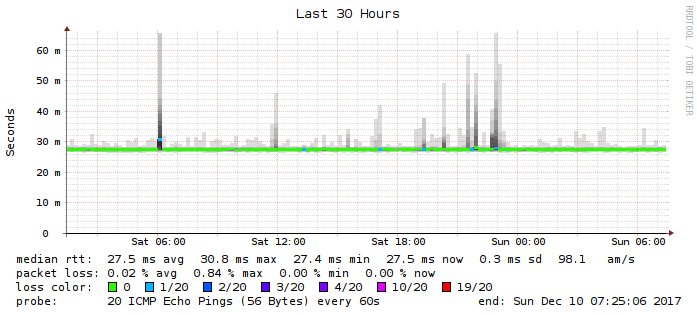 Last 30 Hours
RRDTOOL / TOBI OETIKER
Seconds
60 m
50 m
40 m
30 m
20 m
10 m
0
Sat 06:00 Sat 12:00 Sat 18:00 Sun 00:00 Sun 06:00
median rtt: 27.5 ms avg 30.8 ms max 27.4 ms min 27.5 ms now 0.3 ms sd 98.1 am/s
packet loss: 0.02 % avg 0.84 % max 0.00 % min 0.00 % now
loss color: 0 1/20 2/20 3/20 4/20 10/20 19/20
probe: 20 ICMP Echo Pings (56 Bytes) every 60s end: Sun Dec 10 07:25:06 2017